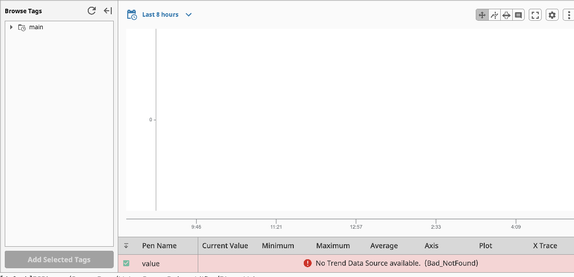 Browse Tags
main
Add Selected Tags
Last 8 hours
0
9:48 11:21 12:57 2:33 4:09
Pen Name Current Value Minimum Maximum Average Axis Plot X Trace
value No Trend Data Source available. (Bad_NotFound)